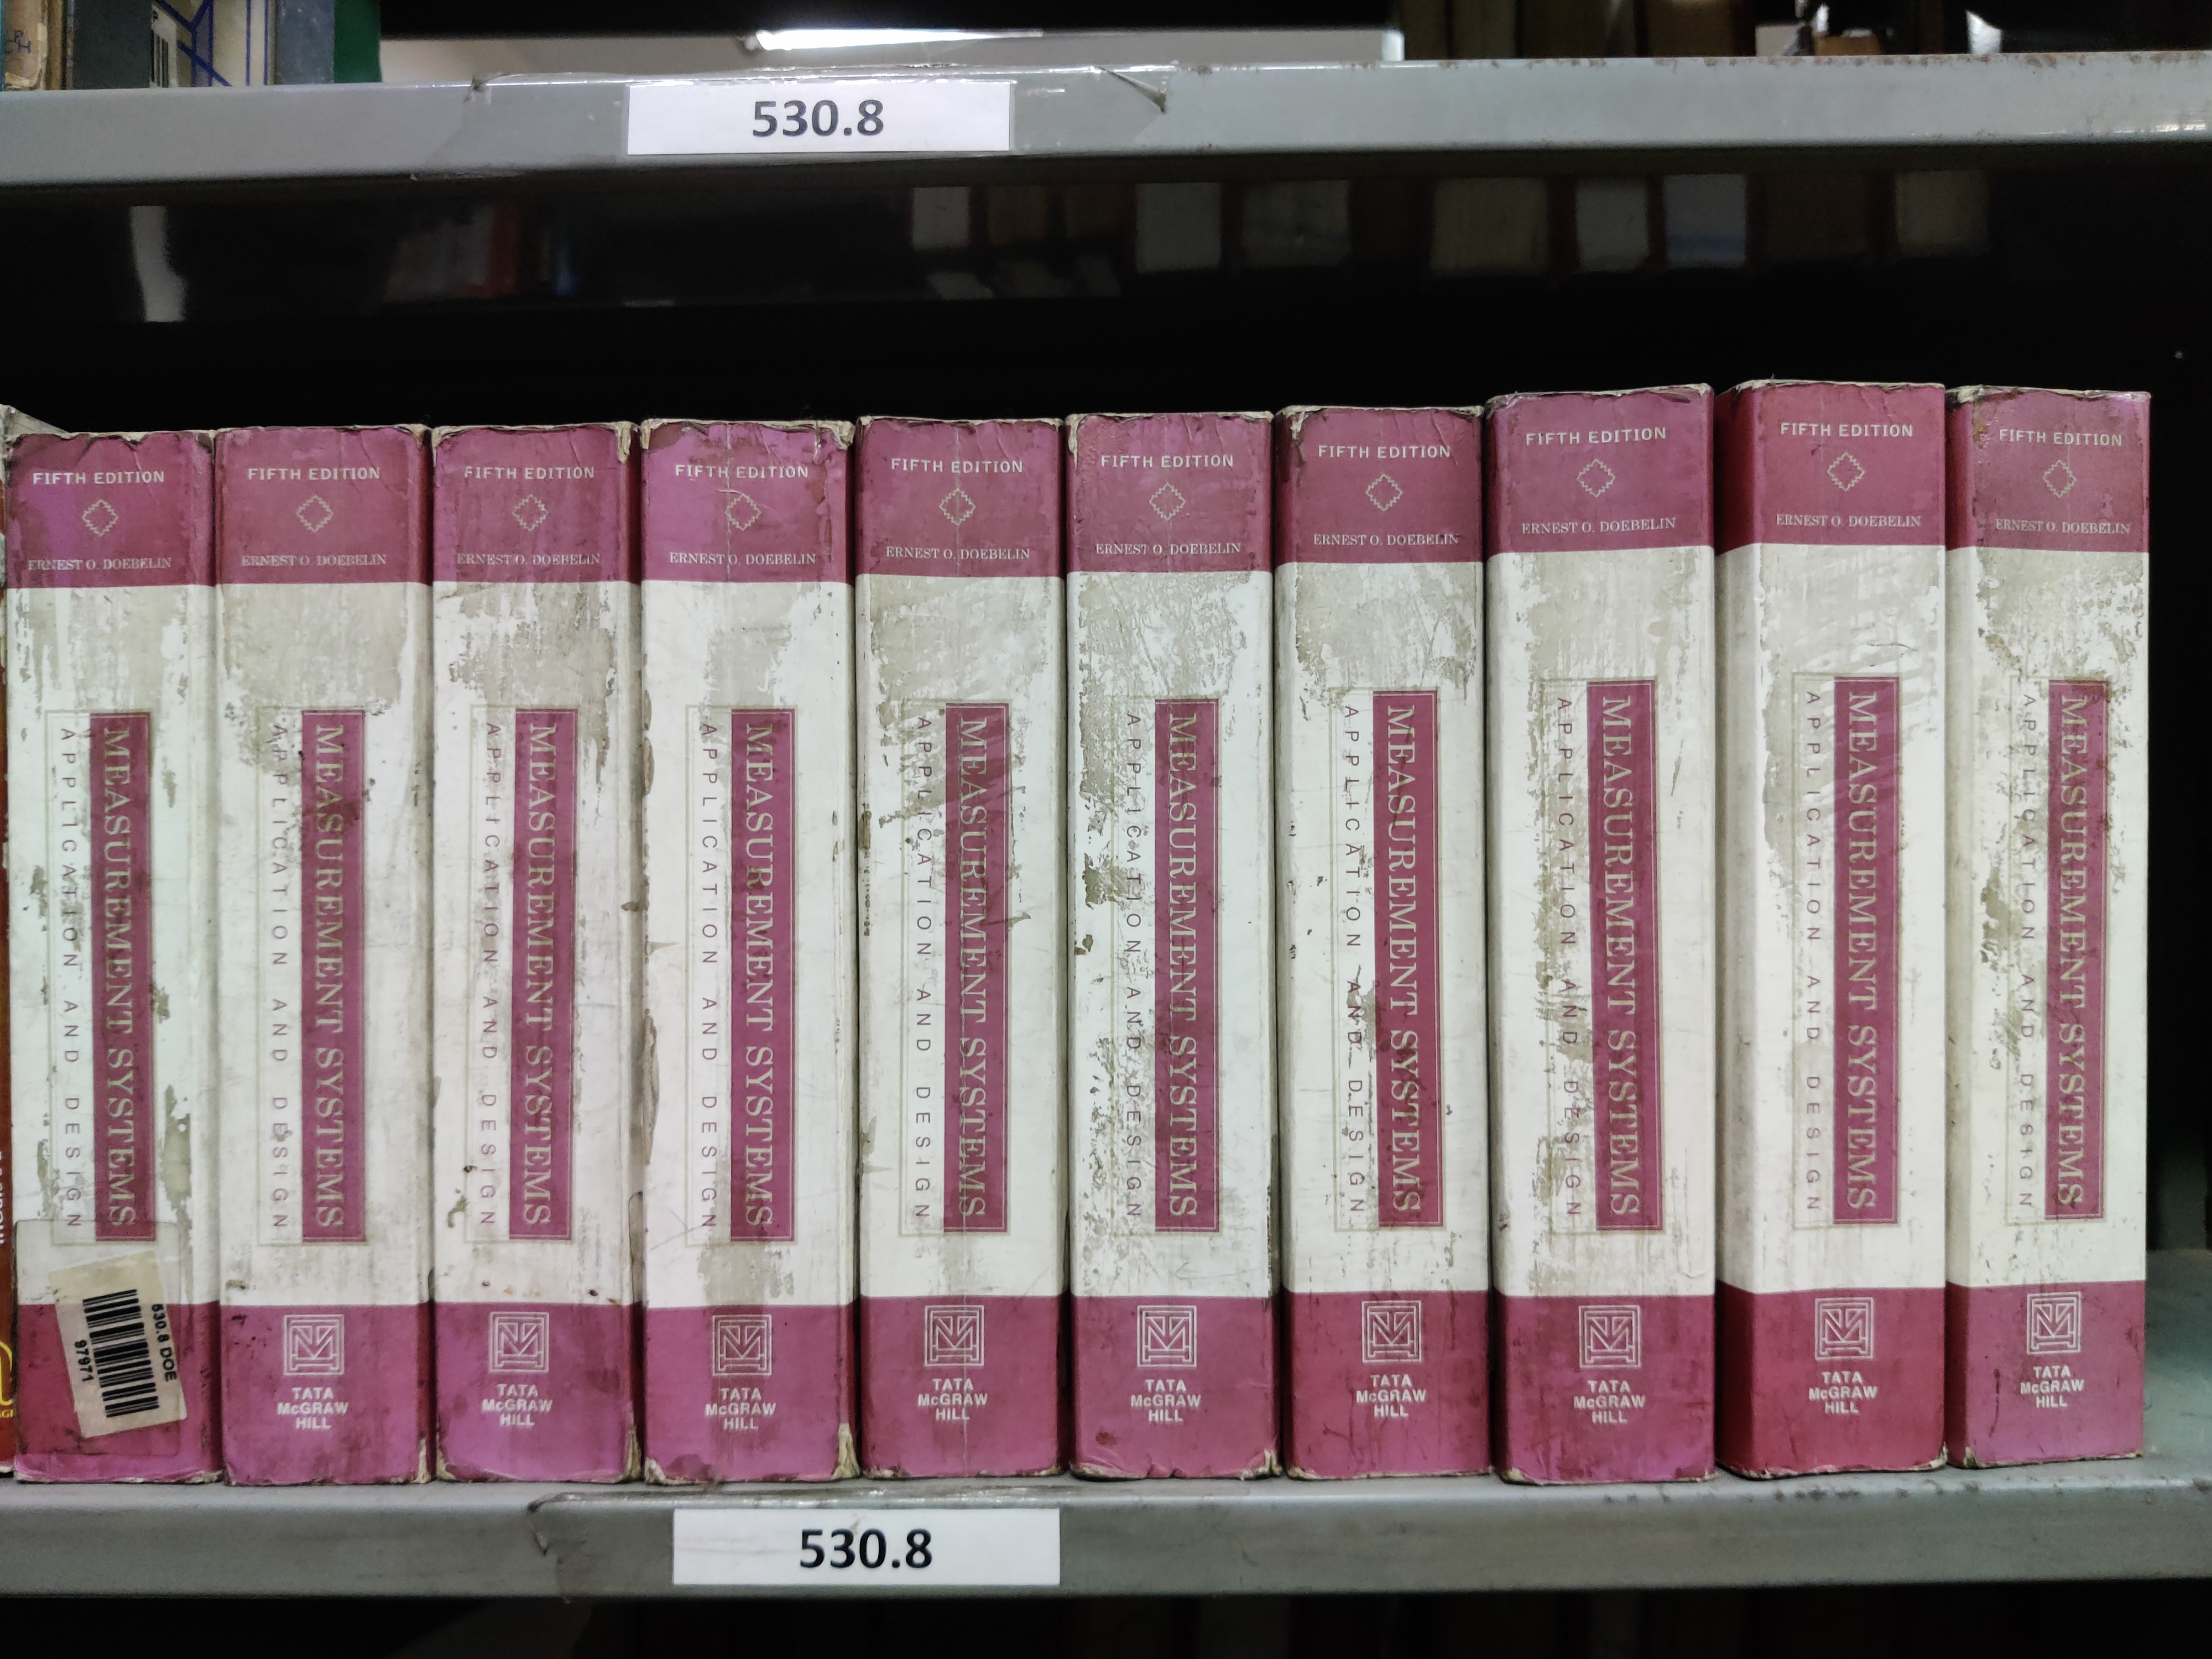 530.8
FIFTH EDITION
ERNEST O. DOEBELIN
MEASUREMENT SYSTEMS
APPLICATION AND DESIGN
530.8 DOE
97971
FIFTH EDITION
ERNEST O. DOEBELIN
MEASUREMENT SYSTEMS
APPLICATION AND DESIGN
TATA
McGRAW
HILL
FIFTH EDITION
ERNEST O. DOEBELIN
MEASUREMENT SYSTEMS
APPLICATION AND DESIGN
TATA
McGRAW
HILL
FIFTH EDITION
ERNEST O. DOEBELIN
MEASUREMENT SYSTEMS
APPLICATION AND DESIGN
TATA
McGRAW
HILL
FIFTH EDITION
ERNEST O. DOEBELIN
MEASUREMENT SYSTEMS
APPLICATION AND DESIGN
TATA
McGRAW
HILL
FIFTH EDITION
ERNEST O. DOEBELIN
MEASUREMENT SYSTEMS
APPLICATION AND DESIGN
TATA
McGRAW
HILL
FIFTH EDITION
ERNEST O. DOEBELIN
MEASUREMENT SYSTEMS
APPLICATION AND DESIGN
TATA
McGRAW
HILL
FIFTH EDITION
ERNEST O. DOEBELIN
MEASUREMENT SYSTEMS
APPLICATION AND DESIGN
TATA
McGRAW
HILL
FIFTH EDITION
ERNEST O. DOEBELIN
MEASUREMENT SYSTEMS
APPLICATION AND DESIGN
TATA
McGRAW
HILL
FIFTH EDITION
ERNEST O. DOEBELIN
MEASUREMENT SYSTEMS
APPLICATION AND DESIGN
TATA
McGRAW
HILL
530.8